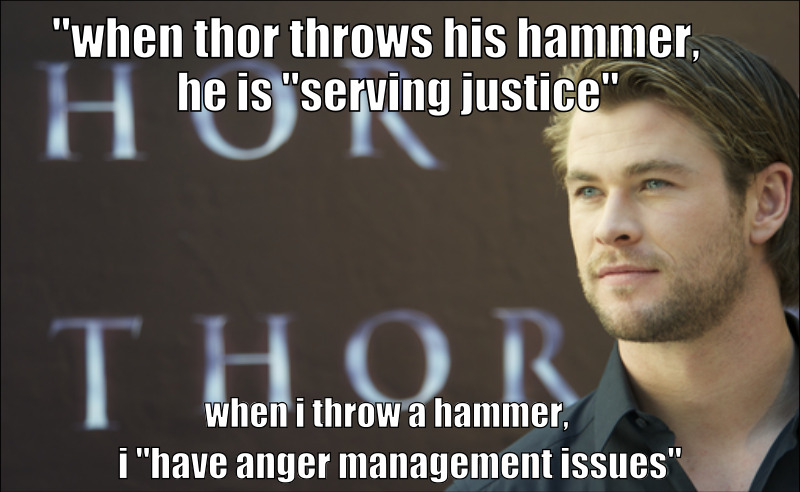 "when thor throws his hammer,
he is "serving justice"
HOR
THOR
when i throw a hammer,
i "have anger management issues"